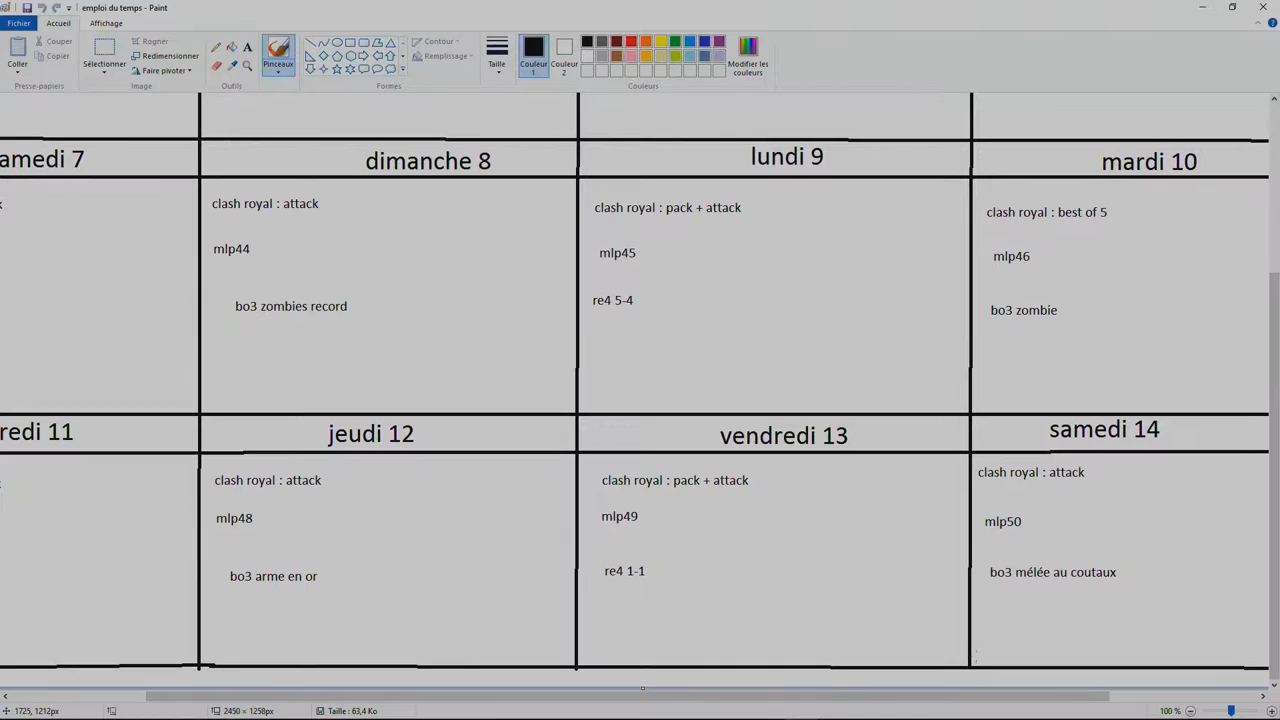 emploi du temps - Paint
Fichier Accueil Affichage
Coller
Couper
Copier
Presse-papiers
Sélectionner
Rogner
Redimensionner
Faire pivoter
Image
A
Outils
Pinceaux
Contour
Remplissage
Formes
Taille
Couleur 1
Couleur 2
Modifier les couleurs
Couleurs
amedi 7
dimanche 8
lundi 9
mardi 10
k
clash royal : attack
mlp44
bo3 zombies record
clash royal : pack + attack
mlp45
re4 5-4
clash royal : best of 5
mlp46
bo3 zombie
redi 11
jeudi 12
vendredi 13
samedi 14
clash royal : attack
mlp48
bo3 arme en or
clash royal : pack + attack
mlp49
re4 1-1
clash royal : attack
mlp50
bo3 mélée au coutaux
1725, 1212px
2450 × 1258px
Taille : 63,4 Ko
100 %